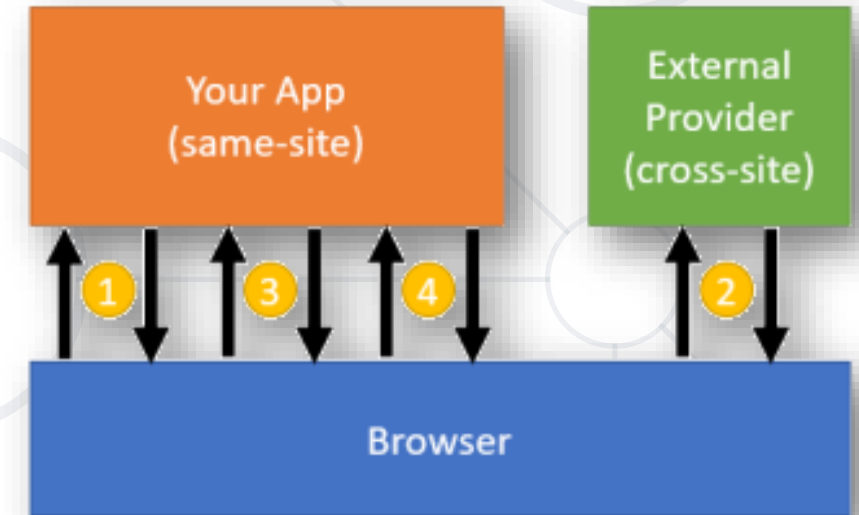 Your App
(same-site)
External
Provider
(cross-site)
1
3
4
2
Browser